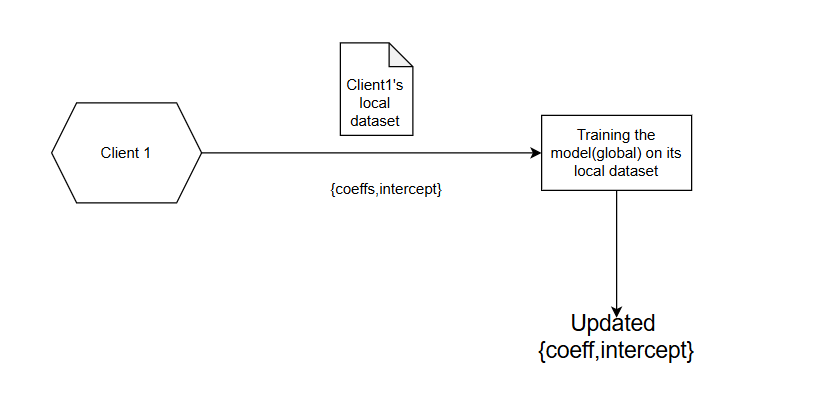 Client1's
local
dataset
Client 1
Training the
model(global) on its
local dataset
{coeffs,intercept}
Updated
{coeff,intercept}